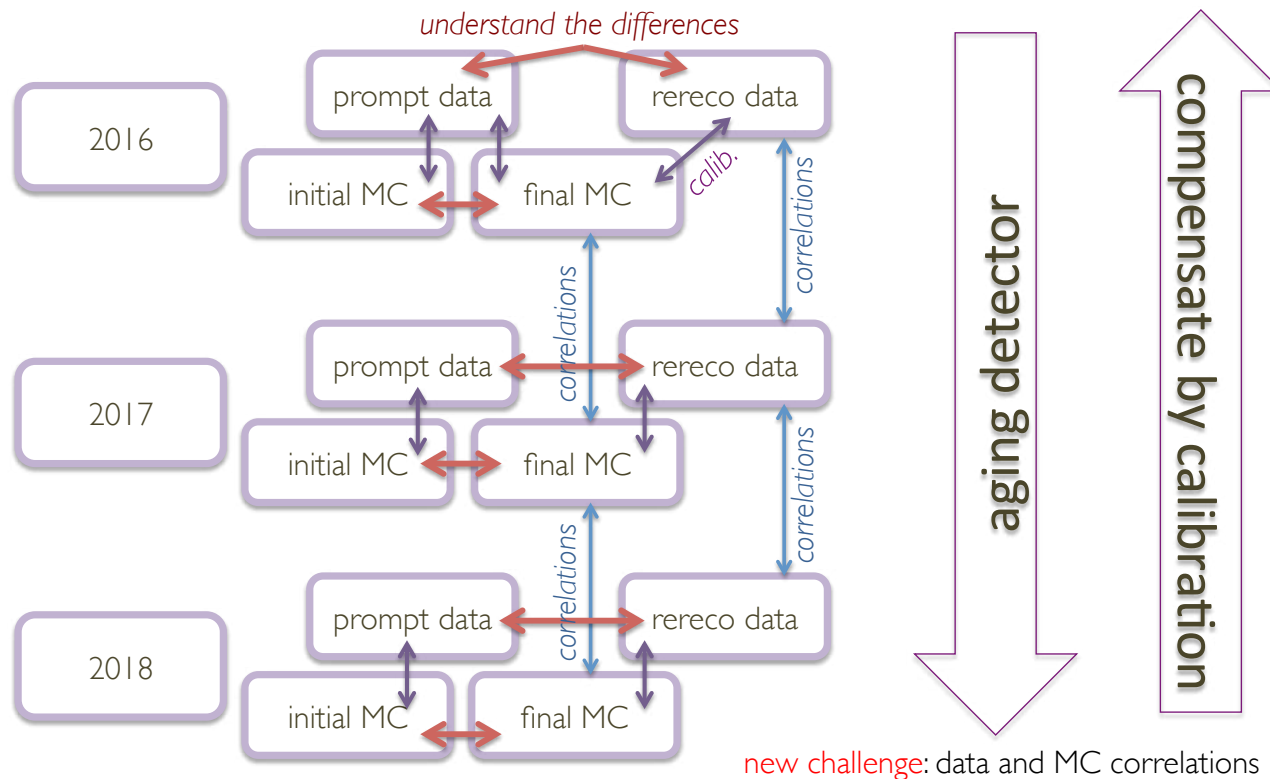 understand the differences
prompt data
rereco data
2016
calib.
initial MC
final MC
correlations
correlations
prompt data
rereco data
2017
initial MC
final MC
correlations
correlations
prompt data
rereco data
2018
initial MC
final MC
aging detector
compensate by calibration
new challenge: data and MC correlations